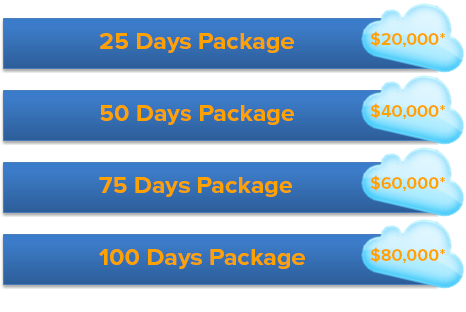 25 Days Package $20,000*
50 Days Package $40,000*
75 Days Package $60,000*
100 Days Package $80,000*